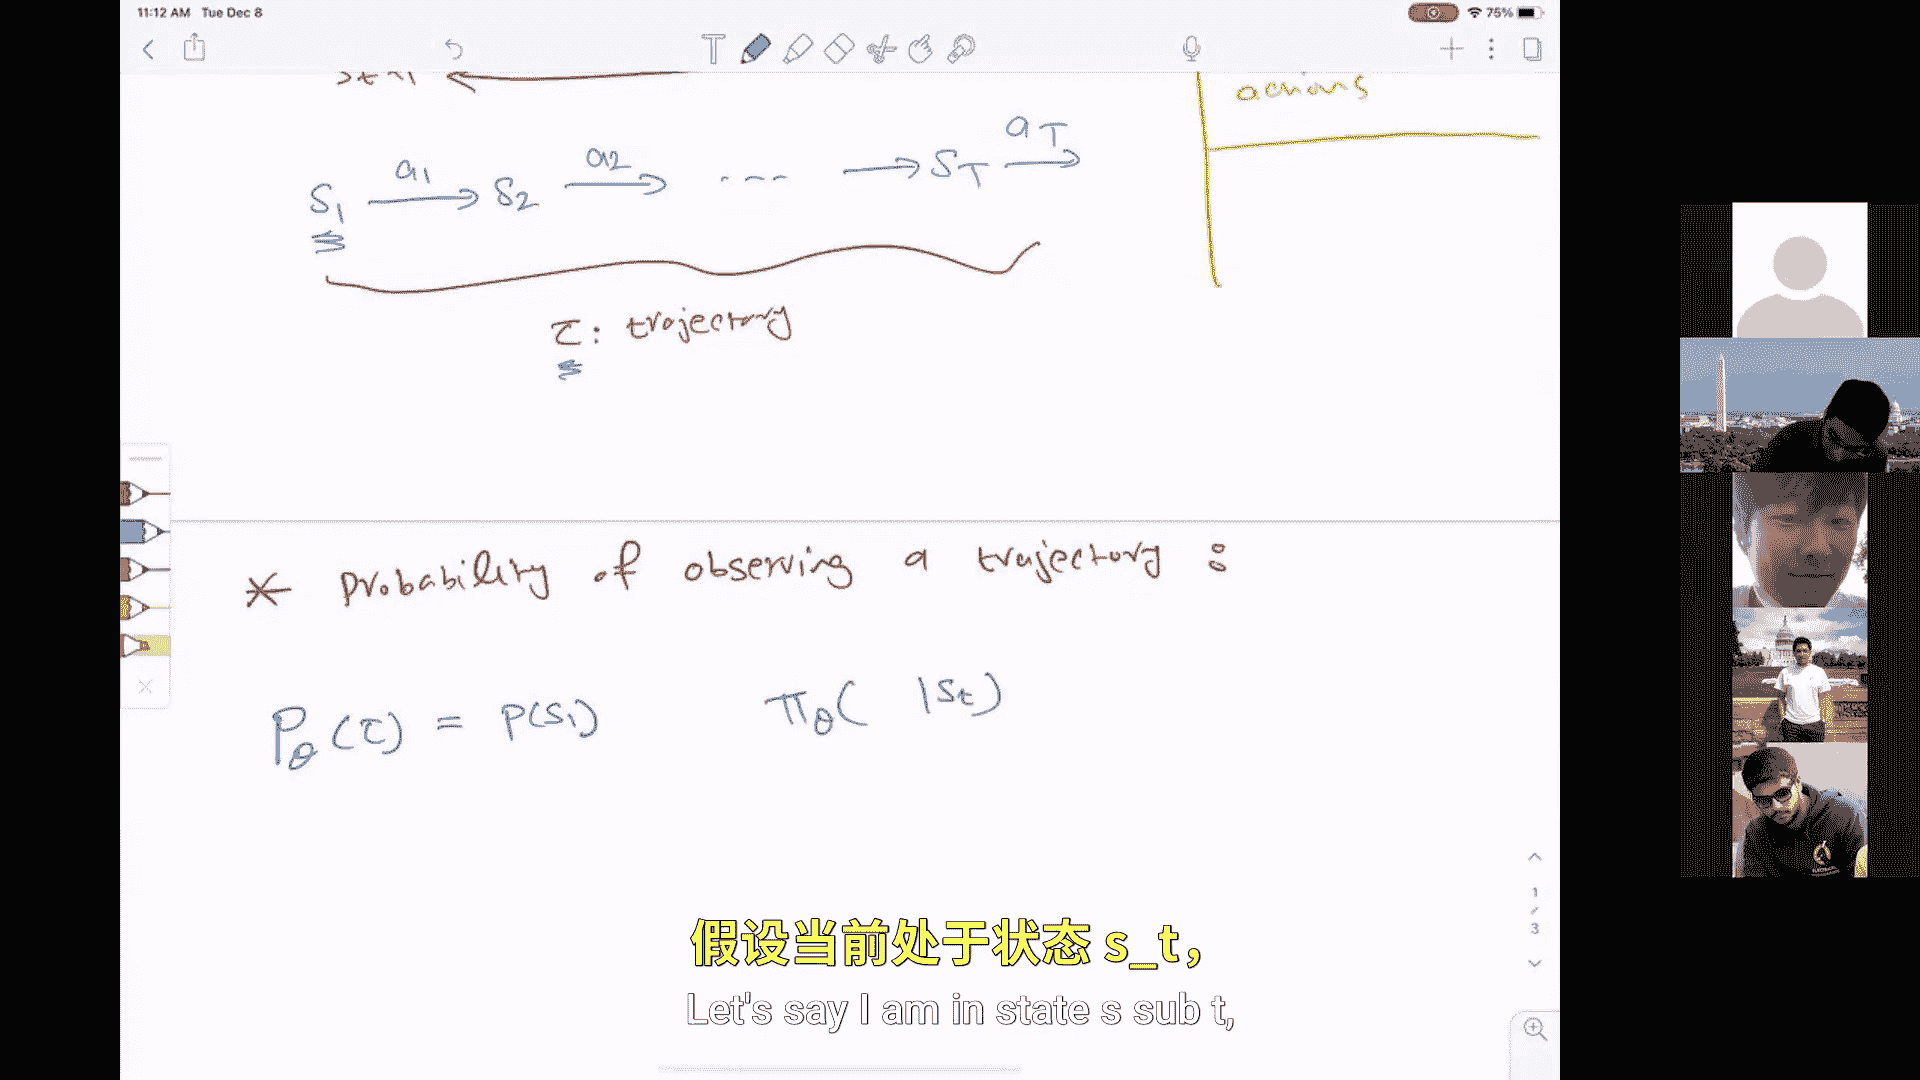 11:12 AM Tue Dec 8
75%
actions
S1 a1 → S2 a2 → --- → ST aT →
τ: trajectory
* Probability of observing a trajectory :
Pθ(τ) = P(S1) πθ( |St)
1
/
3
假设当前处于状态 s_t，
Let's say I am in state s sub t,